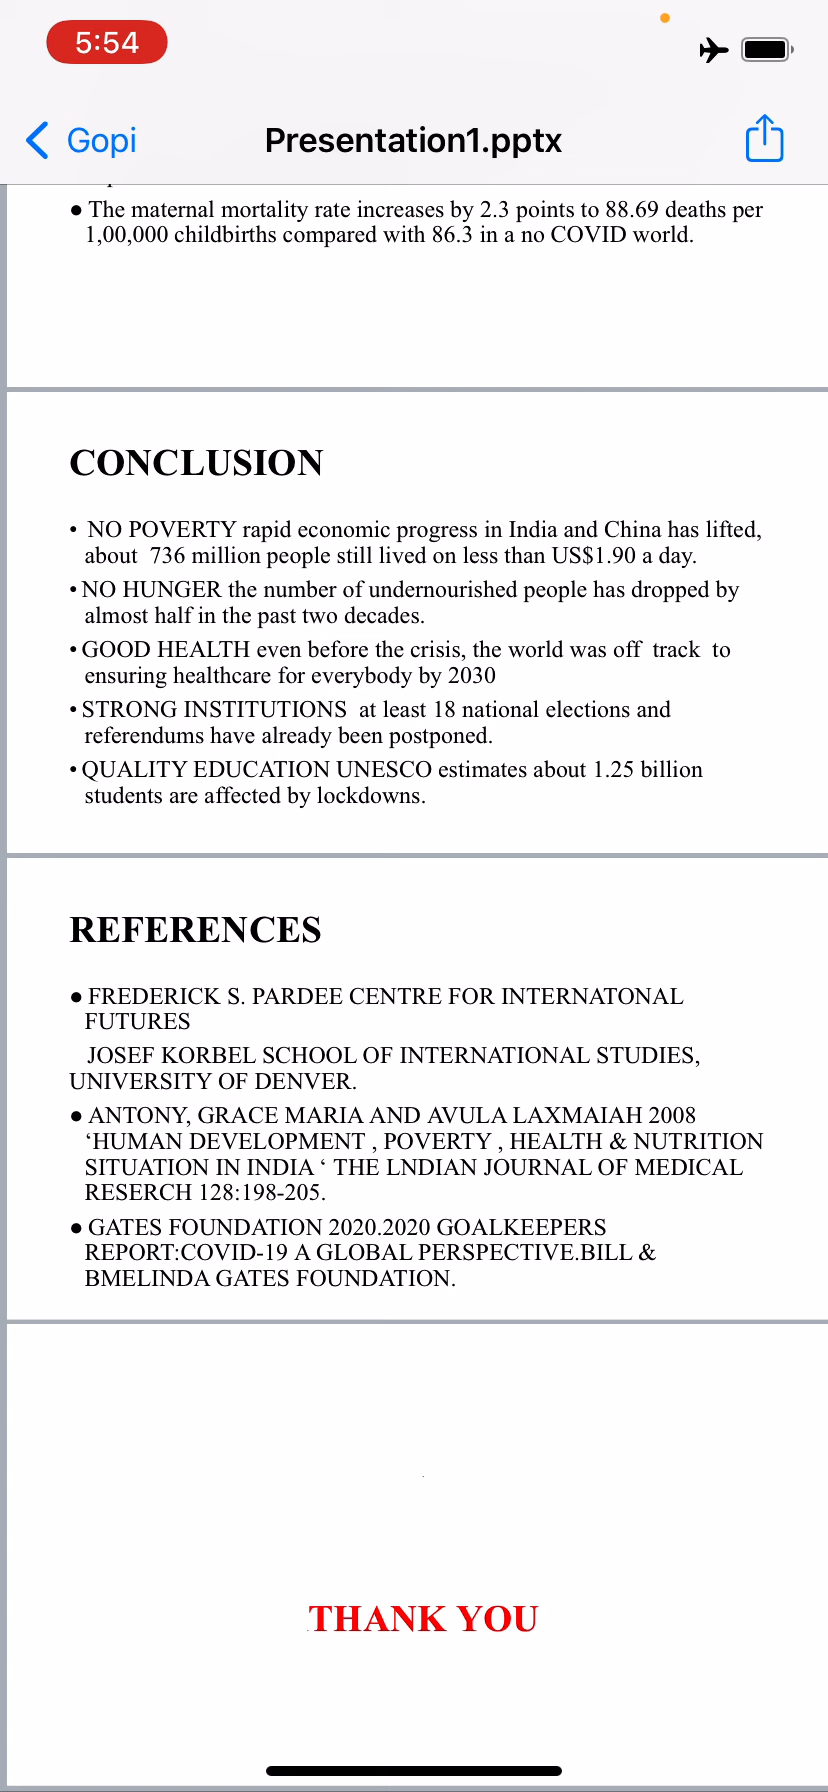 5:54
Gopi
Presentation1.pptx
● The maternal mortality rate increases by 2.3 points to 88.69 deaths per
1,00,000 childbirths compared with 86.3 in a no COVID world.
CONCLUSION
• NO POVERTY rapid economic progress in India and China has lifted,
about 736 million people still lived on less than US$1.90 a day.
• NO HUNGER the number of undernourished people has dropped by
almost half in the past two decades.
• GOOD HEALTH even before the crisis, the world was off track to
ensuring healthcare for everybody by 2030
• STRONG INSTITUTIONS at least 18 national elections and
referendums have already been postponed.
• QUALITY EDUCATION UNESCO estimates about 1.25 billion
students are affected by lockdowns.
REFERENCES
● FREDERICK S. PARDEE CENTRE FOR INTERNATONAL
FUTURES
JOSEF KORBEL SCHOOL OF INTERNATIONAL STUDIES,
UNIVERSITY OF DENVER.
● ANTONY, GRACE MARIA AND AVULA LAXMAIAH 2008
‘HUMAN DEVELOPMENT , POVERTY , HEALTH & NUTRITION
SITUATION IN INDIA ‘ THE LNDIAN JOURNAL OF MEDICAL
RESERCH 128:198-205.
● GATES FOUNDATION 2020.2020 GOALKEEPERS
REPORT:COVID-19 A GLOBAL PERSPECTIVE.BILL &
BMELINDA GATES FOUNDATION.
THANK YOU